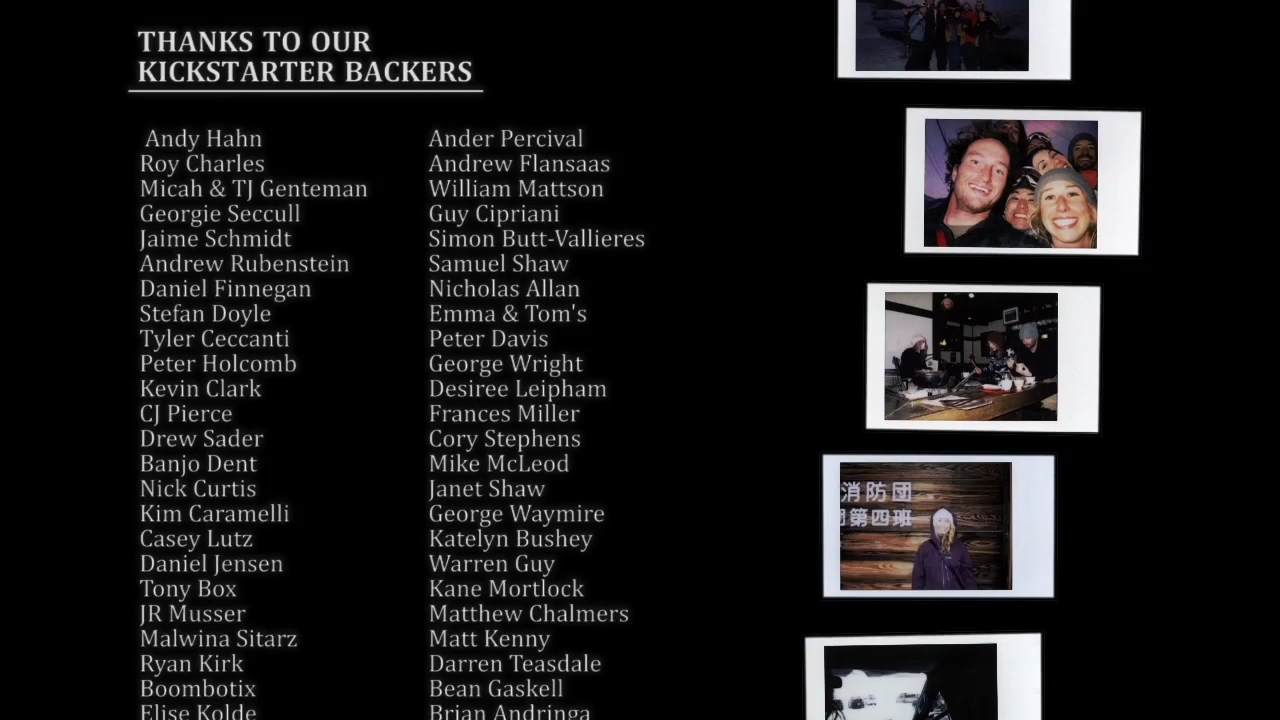 THANKS TO OUR
KICKSTARTER BACKERS
Andy Hahn
Roy Charles
Micah & TJ Genteman
Georgie Seccull
Jaime Schmidt
Andrew Rubenstein
Daniel Finnegan
Stefan Doyle
Tyler Ceccanti
Peter Holcomb
Kevin Clark
CJ Pierce
Drew Sader
Banjo Dent
Nick Curtis
Kim Caramelli
Casey Lutz
Daniel Jensen
Tony Box
JR Musser
Malwina Sitarz
Ryan Kirk
Boombotix
Elise Kolde
Ander Percival
Andrew Flansaas
William Mattson
Guy Cipriani
Simon Butt-Vallieres
Samuel Shaw
Nicholas Allan
Emma & Tom's
Peter Davis
George Wright
Desiree Leipham
Frances Miller
Cory Stephens
Mike McLeod
Janet Shaw
George Waymire
Katelyn Bushey
Warren Guy
Kane Mortlock
Matthew Chalmers
Matt Kenny
Darren Teasdale
Bean Gaskell
Brian Andringa
消防団
第四班